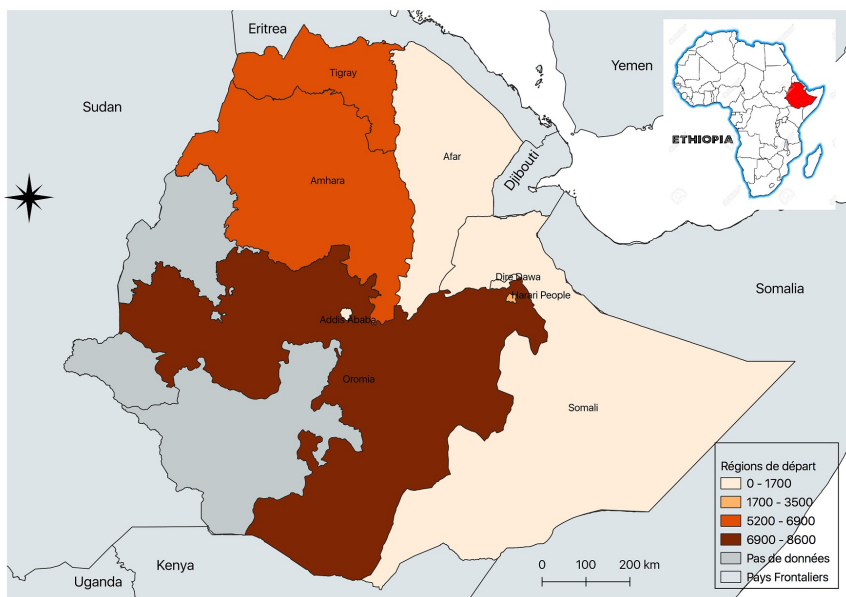 Eritrea
Tigray
Yemen
Sudan
ETHIOPIA
Afar
Djibouti
Amhara
Dire Dawa
Harari People
Somalia
Addis Ababa
Oromia
Somali
Régions de départ
0 - 1700
1700 - 3500
5200 - 6900
6900 - 8600
Pas de données
Pays Frontaliers
Kenya
Uganda
0 100 200 km